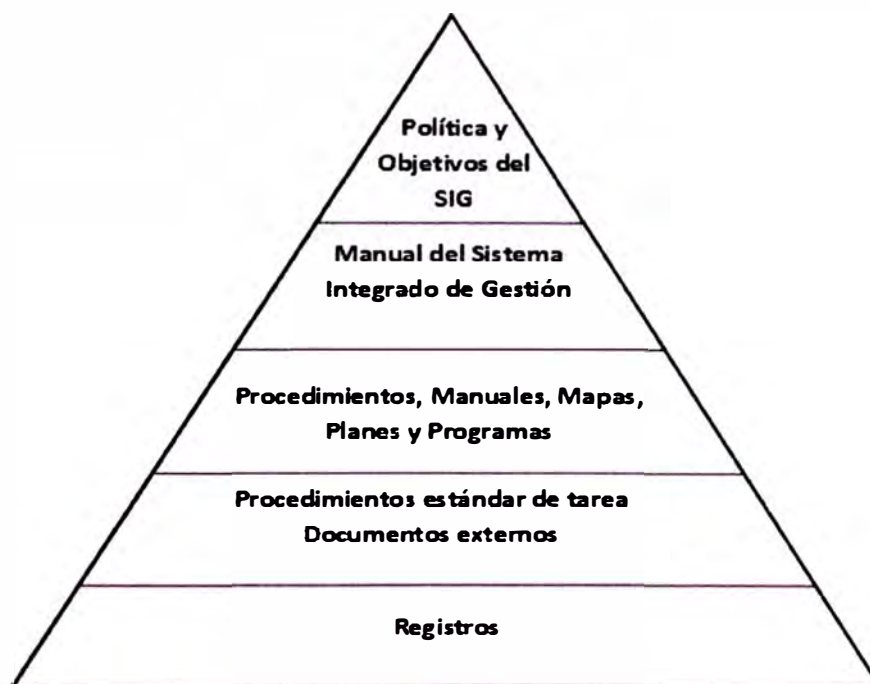 Política y
Objetivos del
SIG
Manual del Sistema
Integrado de Gestión
Procedimientos, Manuales, Mapas,
Planes y Programas
Procedimientos estándar de tarea
Documentos externos
Registros